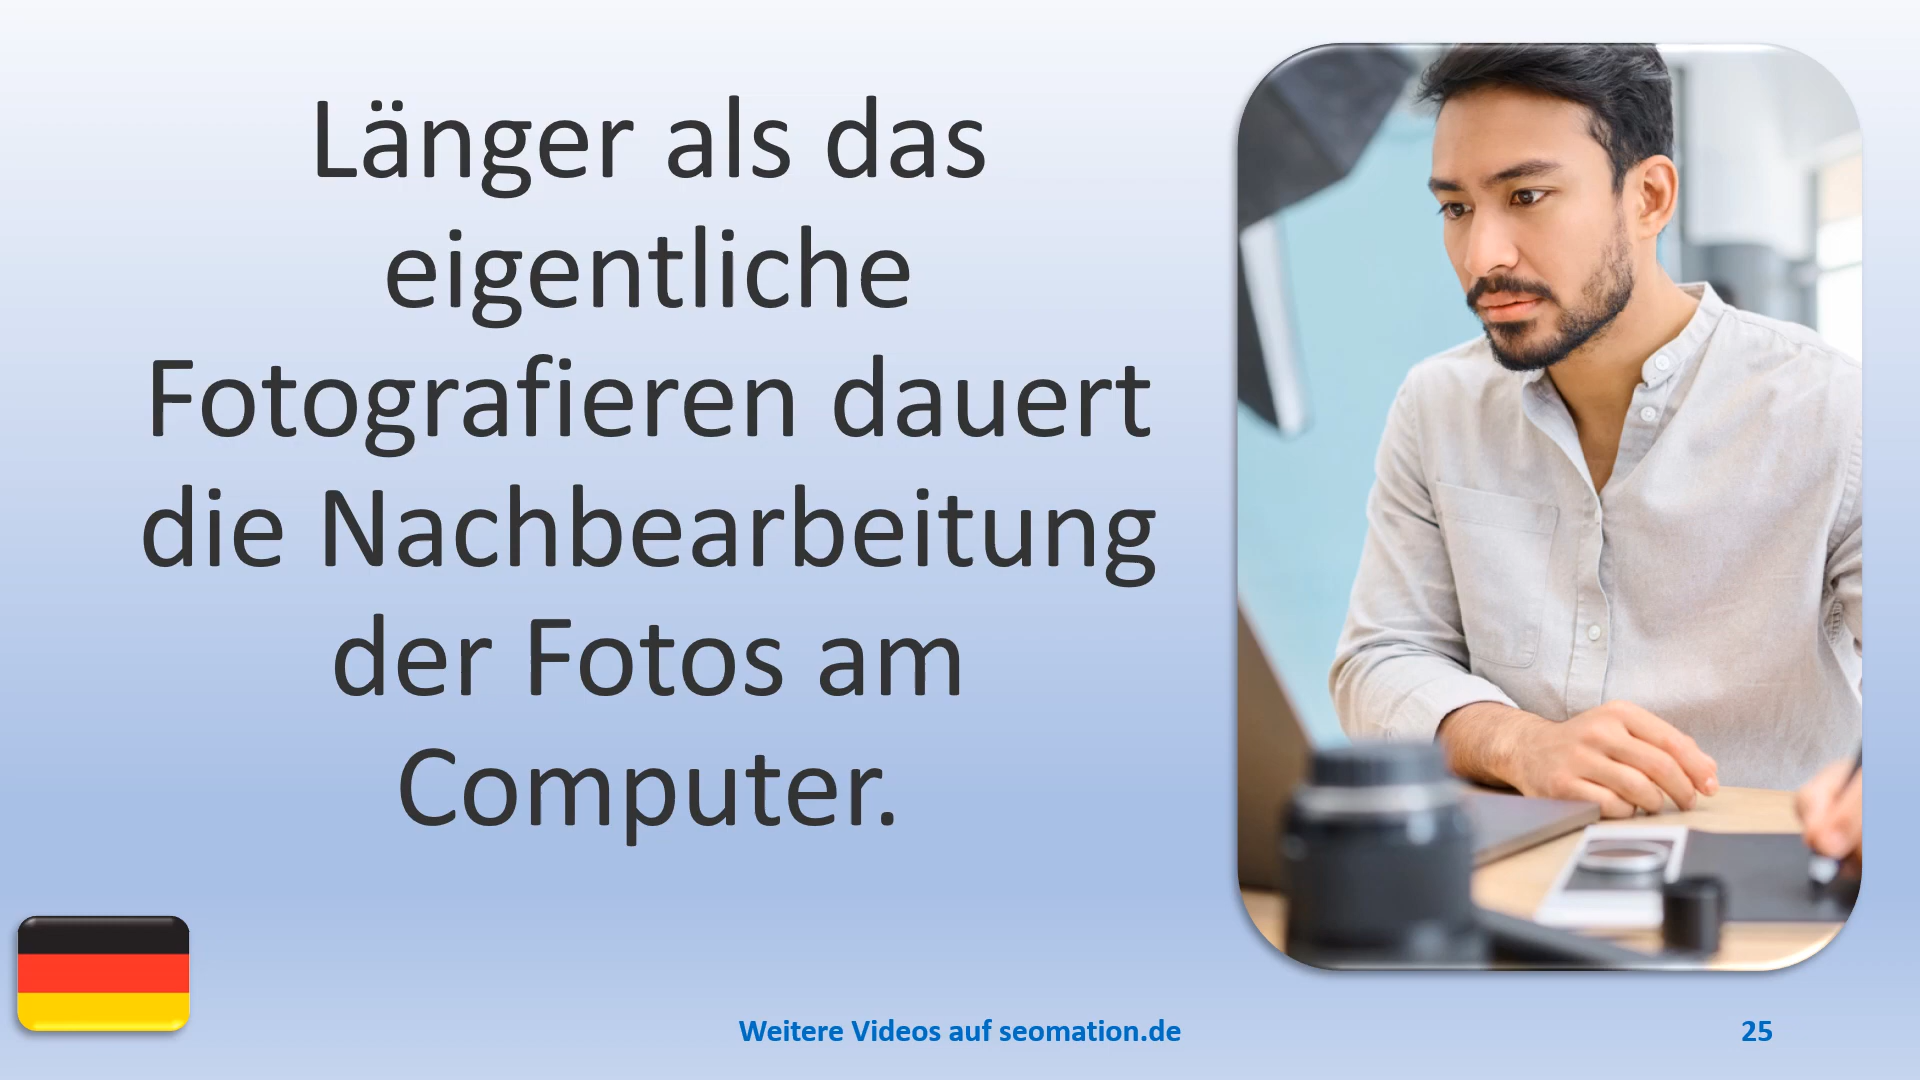 Länger als das
eigentliche
Fotografieren dauert
die Nachbearbeitung
der Fotos am
Computer.
Weitere Videos auf seomation.de
25